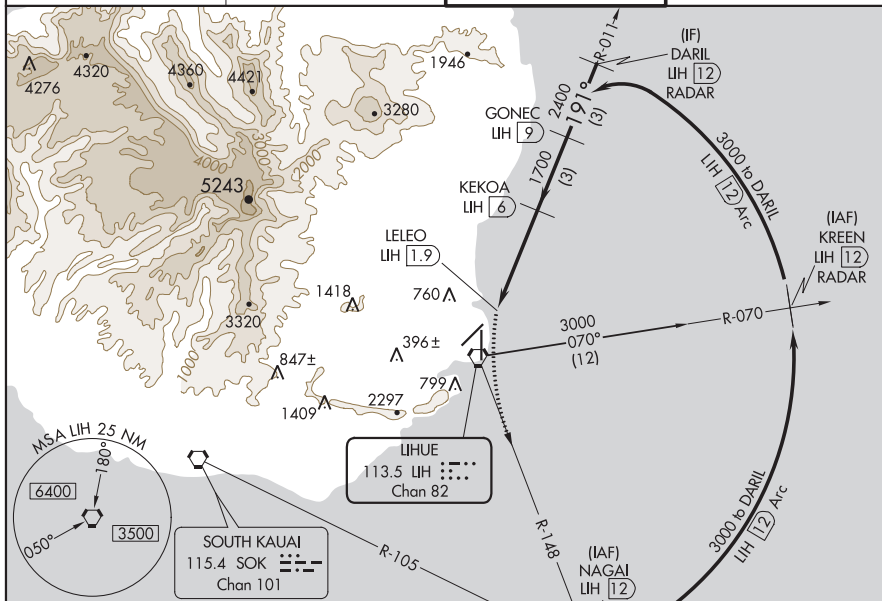 4276
4320
4360
4421
1946
3280
4000
2000
5243
3320
1000
1418
760
396±
847±
799
1409
2297
R-011
(IF)
DARIL
LIH 12
RADAR
2400
191°
(3)
GONEC
LIH 9
1700
(3)
KEKOA
LIH 6
LELEO
LIH 1.9
3000 to DARIL
LIH 12 Arc
(IAF)
KREEN
LIH 12
RADAR
3000
070°
(12)
R-070
LIHUE
113.5 LIH
Chan 82
MSA LIH 25 NM
180°
6400
3500
050°
SOUTH KAUAI
115.4 SOK
Chan 101
R-105
R-148
(IAF)
NAGAI
LIH 12
3000 to DARIL
LIH 12 Arc